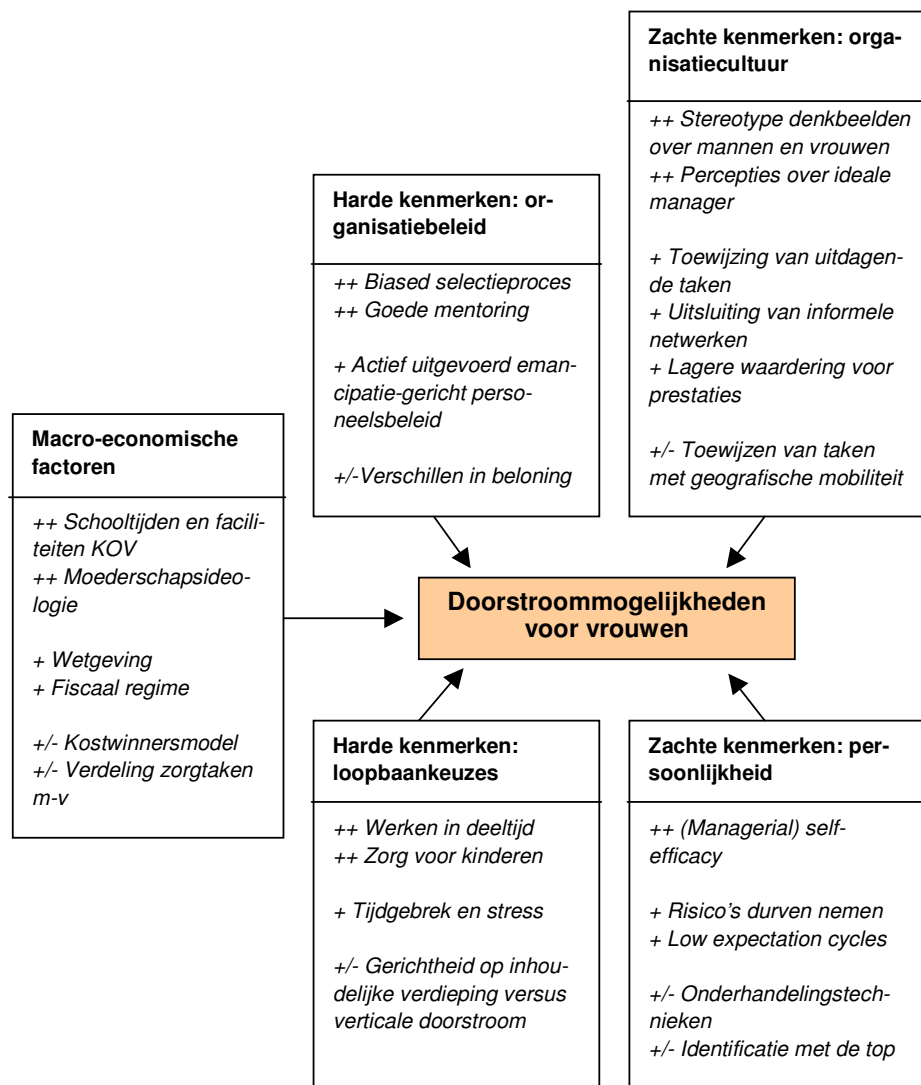 Zachte kenmerken: orga-
nisatiecultuur
++ Stereotype denkbeelden
over mannen en vrouwen
++ Percepties over ideale
manager
+ Toewijzing van uitdagen-
de taken
+ Uitsluiting van informele
netwerken
+ Lagere waardering voor
prestaties
+/- Toewijzen van taken
met geografische mobiliteit
Harde kenmerken: or-
ganisatiebeleid
++ Biased selectieproces
++ Goede mentoring
+ Actief uitgevoerd eman-
cipatie-gericht perso-
neelsbeleid
+/-Verschillen in beloning
Macro-economische
factoren
++ Schooltijden en facili-
teiten KOV
++ Moederschapsideo-
logie
+ Wetgeving
+ Fiscaal regime
+/- Kostwinnersmodel
+/- Verdeling zorgtaken
m-v
Doorstroommogelijkheden
voor vrouwen
Harde kenmerken:
loopbaankeuzes
++ Werken in deeltijd
++ Zorg voor kinderen
+ Tijdgebrek en stress
+/- Gerichtheid op inhou-
delijke verdieping versus
verticale doorstroom
Zachte kenmerken: per-
soonlijkheid
++ (Managerial) self-
efficacy
+ Risico's durven nemen
+ Low expectation cycles
+/- Onderhandelingstech-
nieken
+/- Identificatie met de top